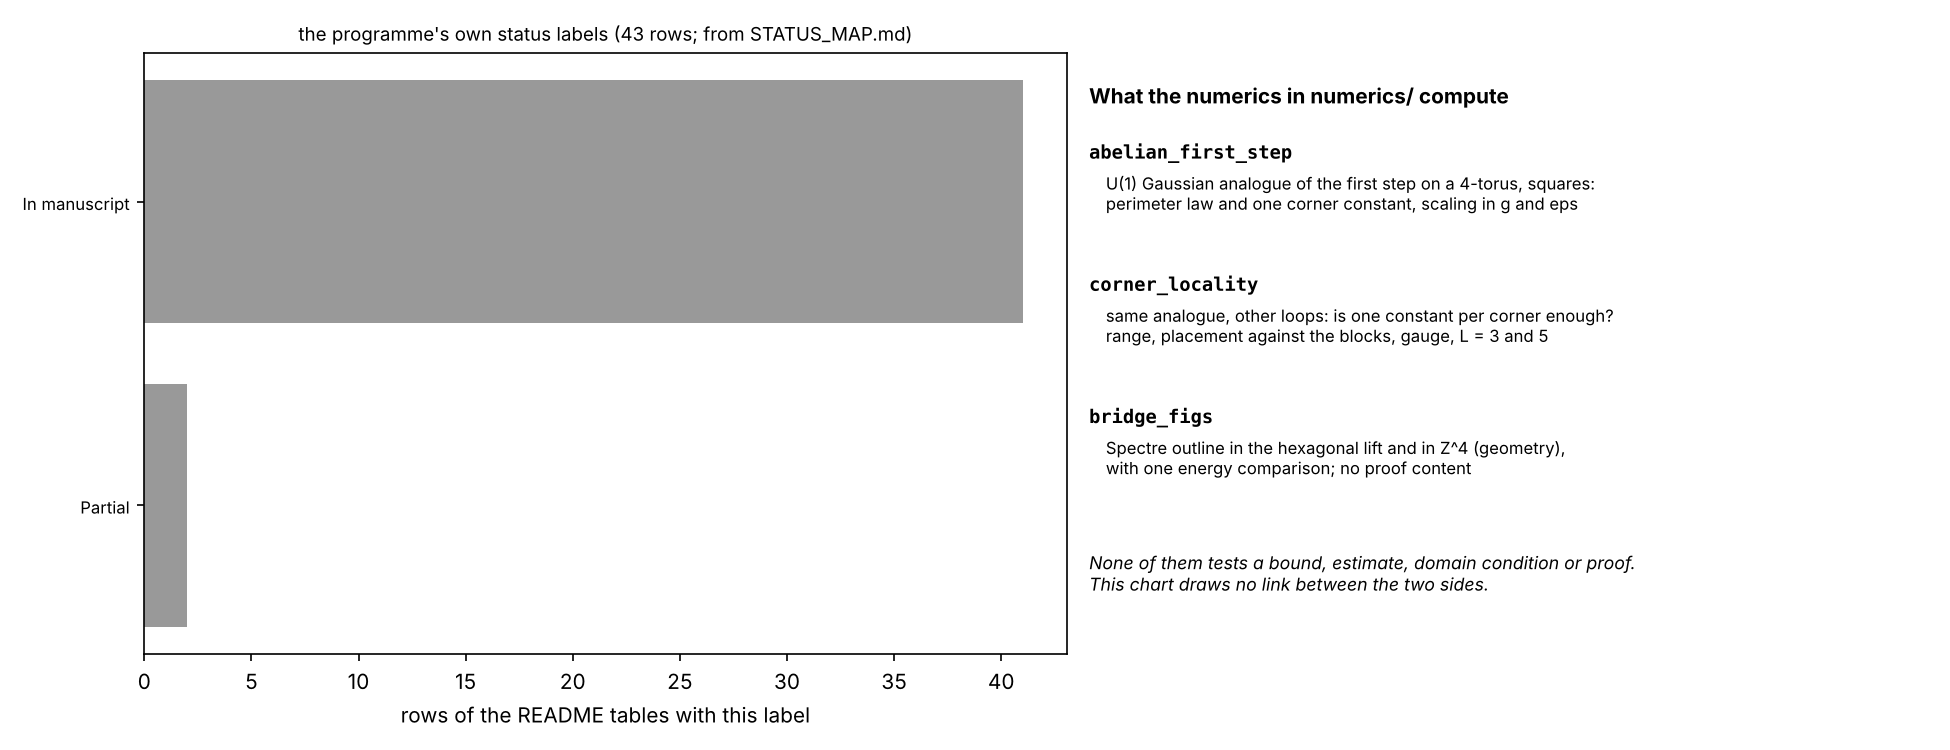 the programme's own status labels (43 rows; from STATUS_MAP.md)
In manuscript
Partial
0 5 10 15 20 25 30 35 40
rows of the README tables with this label
What the numerics in numerics/ compute
abelian_first_step
U(1) Gaussian analogue of the first step on a 4-torus, squares:
perimeter law and one corner constant, scaling in g and eps
corner_locality
same analogue, other loops: is one constant per corner enough?
range, placement against the blocks, gauge, L = 3 and 5
bridge_figs
Spectre outline in the hexagonal lift and in Z^4 (geometry),
with one energy comparison; no proof content
None of them tests a bound, estimate, domain condition or proof.
This chart draws no link between the two sides.